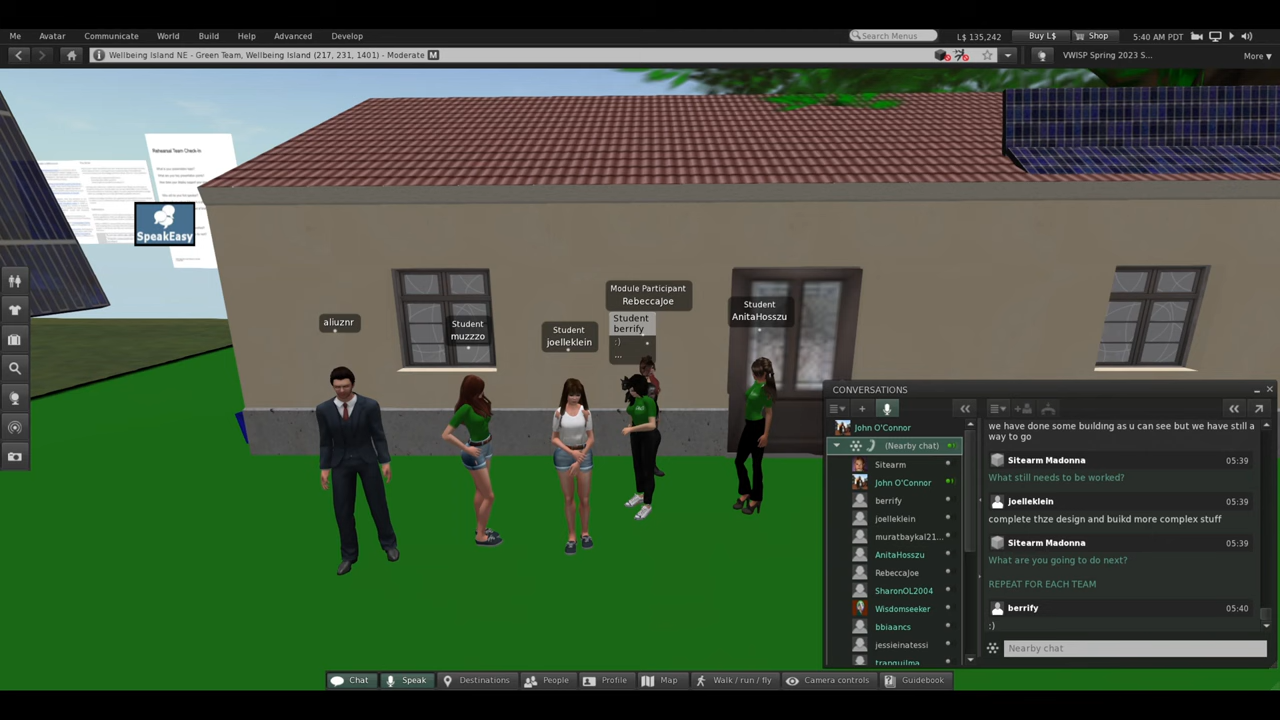 Me Avatar Communicate World Build Help Advanced Develop
Search Menus
L$ 135,242
Buy L$
Shop
5:40 AM PDT
Wellbeing Island NE - Green Team, Wellbeing Island (217, 231, 1401) - Moderate M
VWISP Spring 2023 S...
More ▼
Rehearsal Team Check-In
SpeakEasy
Module Participant
RebeccaJoe
Student
AnitaHosszu
Student
berrify
:)
...
aliuznr
Student
muzzzo
Student
joelleklein
CONVERSATIONS
John O'Connor
(Nearby chat)
Sitearm
John O'Connor
berrify
joelleklein
muratbaykal21...
AnitaHosszu
RebeccaJoe
SharonOL2004
Wisdomseeker
bbiaancs
jessieinatessi
tranquilma
we have done some building as u can see but we have still a
way to go
Sitearm Madonna 05:39
What still needs to be worked?
joelleklein 05:39
complete thze design and buikd more complex stuff
Sitearm Madonna 05:39
What are you going to do next?
REPEAT FOR EACH TEAM
berrify 05:40
:)
Nearby chat
Chat Speak Destinations People Profile Map Walk / run / fly Camera controls Guidebook